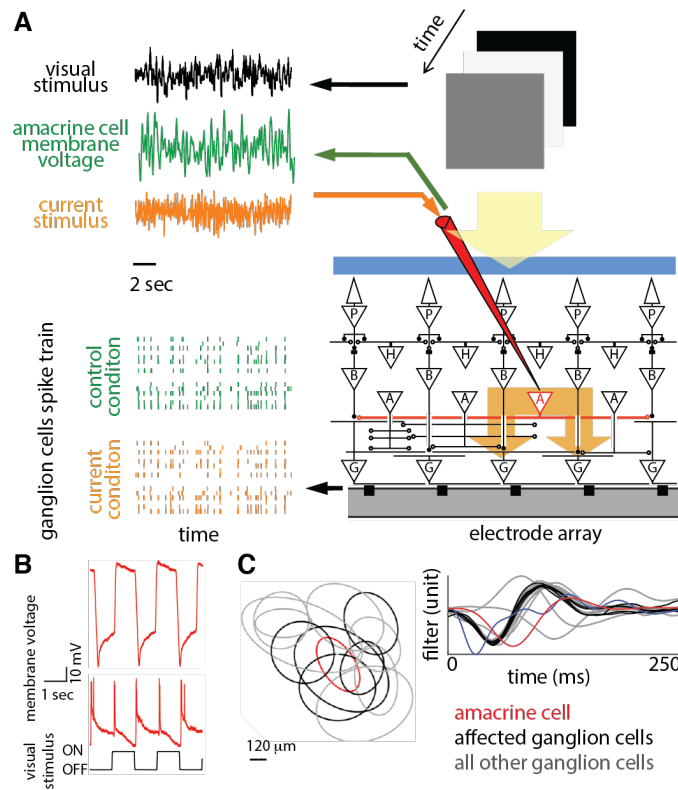 A
time
visual
stimulus
amacrine cell
membrane
voltage
current
stimulus
2 sec
P P P P P
H H H H
B B B B B
A A A A A
G G G G G
ganglion cells spike train
control
conditon
current
conditon
time
electrode array
B
membrane voltage
10 mV
1 sec
visual
stimulus
ON
OFF
C
120 μm
filter (unit)
0
250
time (ms)
amacrine cell
affected ganglion cells
all other ganglion cells